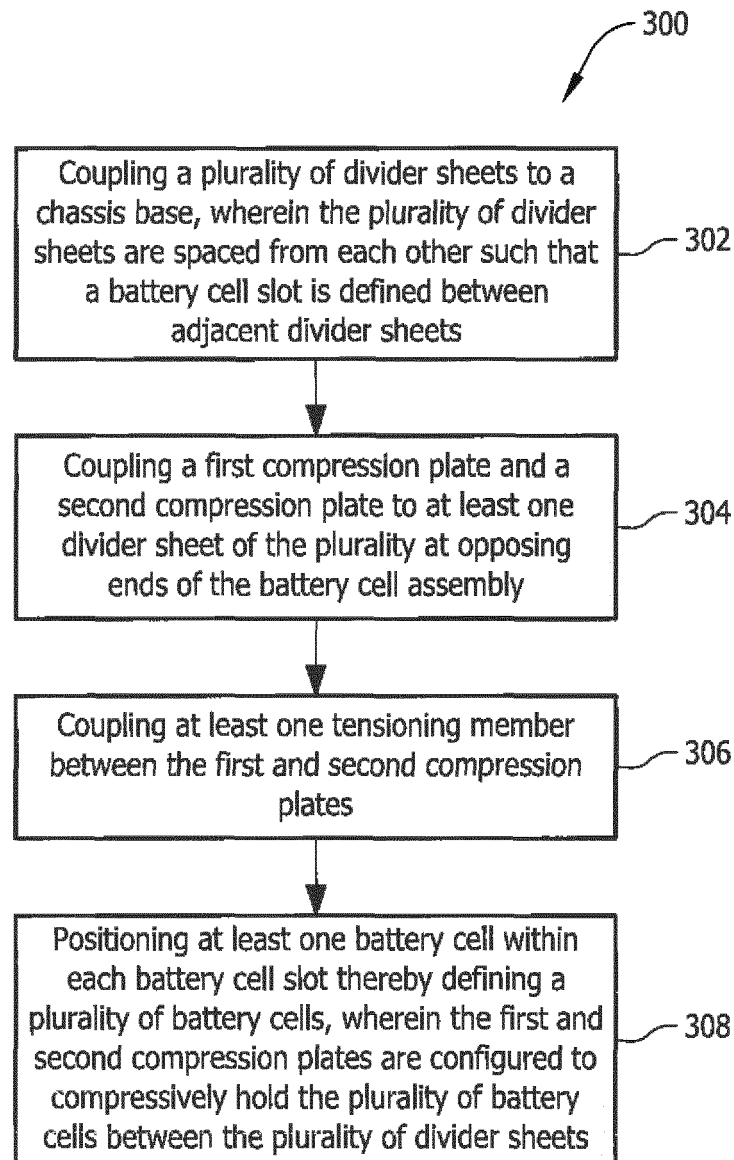 300
Coupling a plurality of divider sheets to a
chassis base, wherein the plurality of divider
sheets are spaced from each other such that
a battery cell slot is defined between
adjacent divider sheets
302
Coupling a first compression plate and a
second compression plate to at least one
divider sheet of the plurality at opposing
ends of the battery cell assembly
304
Coupling at least one tensioning member
between the first and second compression
plates
306
Positioning at least one battery cell within
each battery cell slot thereby defining a
plurality of battery cells, wherein the first and
second compression plates are configured to
compressively hold the plurality of battery
cells between the plurality of divider sheets
308